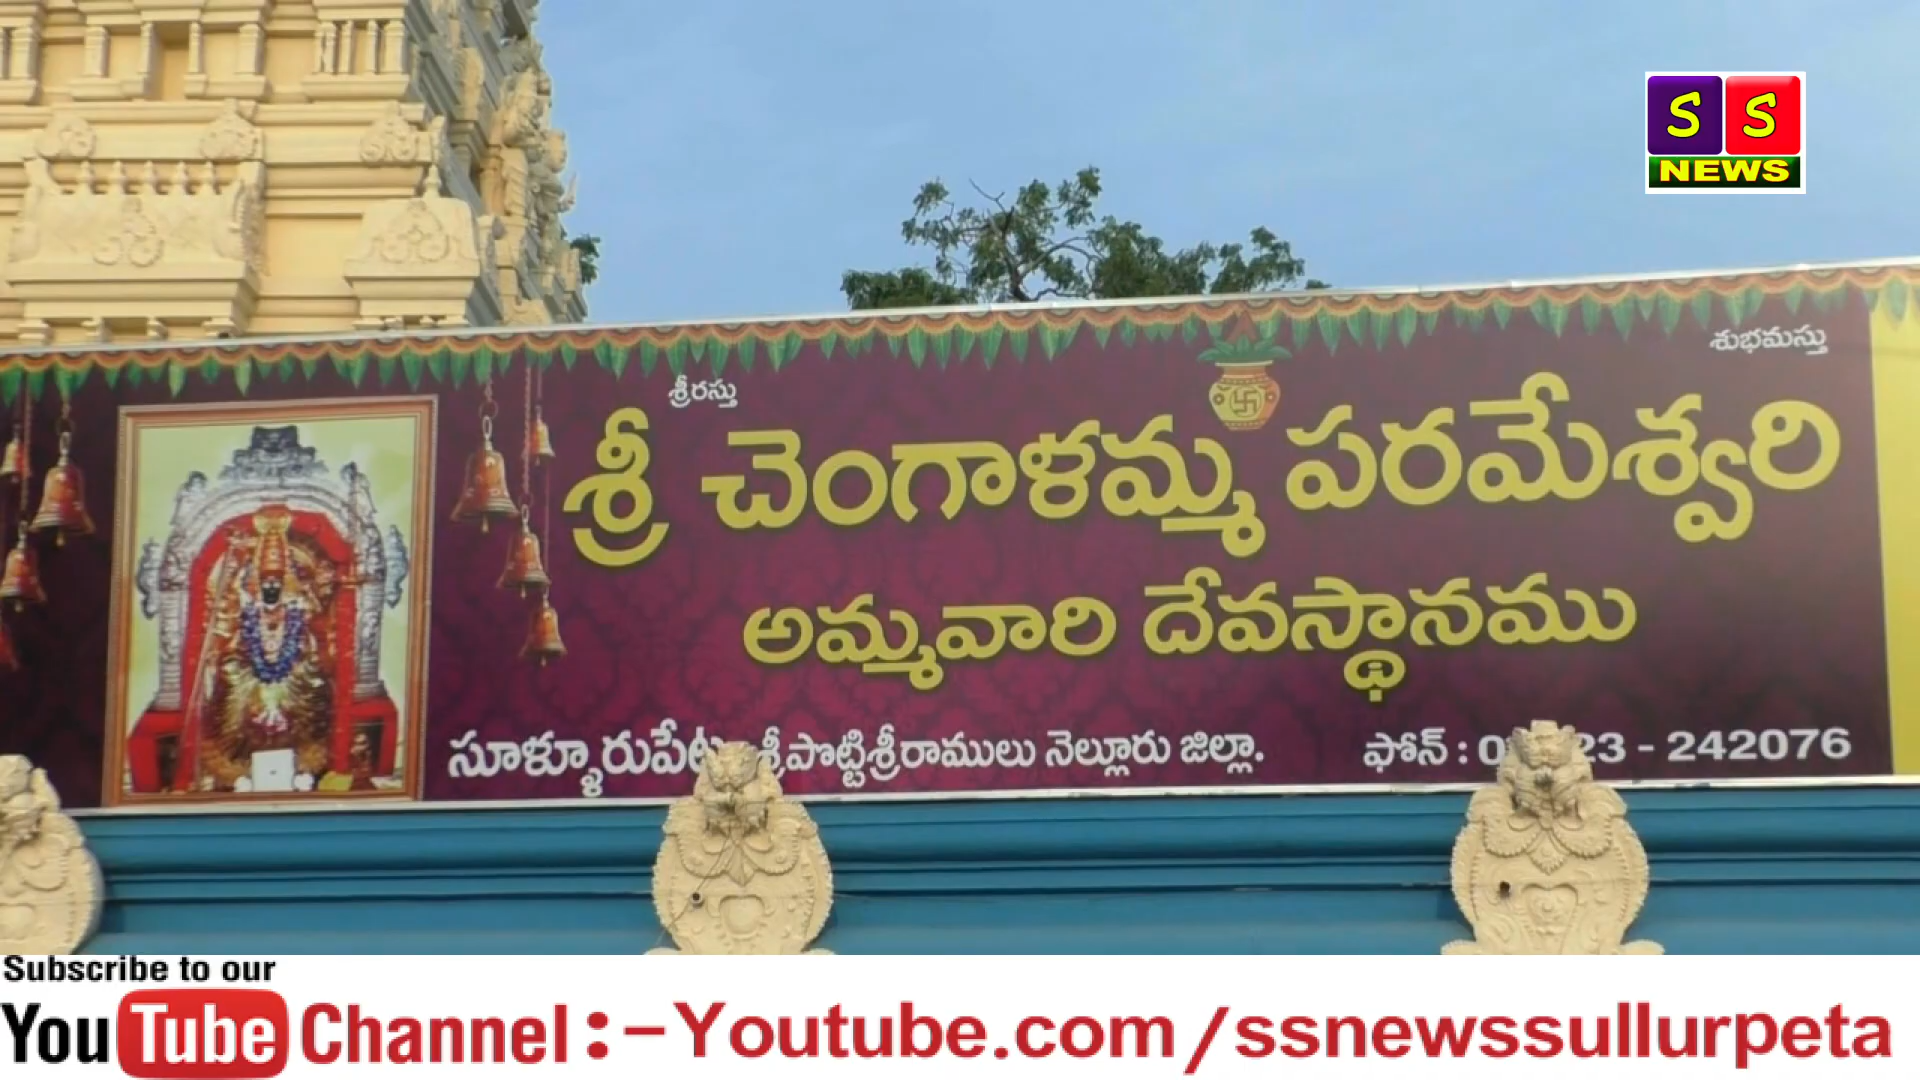 S S
NEWS
శుభమస్తు
శ్రీరస్తు
శ్రీ చెంగాళమ్మ పరమేశ్వరి
అమ్మవారి దేవస్థానము
సూళ్ళూరుపేట, శ్రీపొట్టిశ్రీరాములు నెల్లూరు జిల్లా.
ఫోన్ : - 242076
Subscribe to our
YouTube Channel :-Youtube.com/ssnewssullurpeta